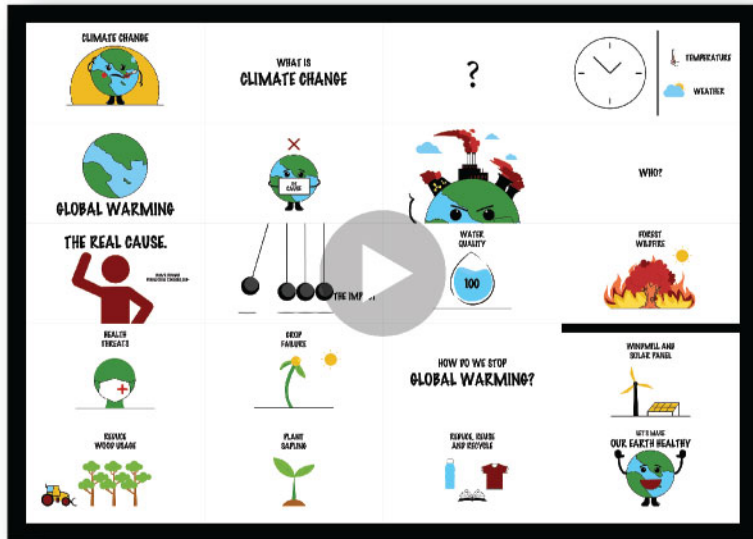 CLIMATE CHANGE
WHAT IS
CLIMATE CHANGE
?
TEMPERATURE
WEATHER
GLOBAL WARMING
CAUSE
WHO?
THE REAL CAUSE.
THE IMP
WATER
QUALITY
100
FOREST
WILDFIRE
HEALTH
THREATS
CROP
FAILURE
HOW DO WE STOP
GLOBAL WARMING?
WINDMILL AND
SOLAR PANEL
REDUCE
WOOD USAGE
PLANT
SAPLING
REDUCE, REUSE
AND RECYCLE
LET'S MAKE
OUR EARTH HEALTHY